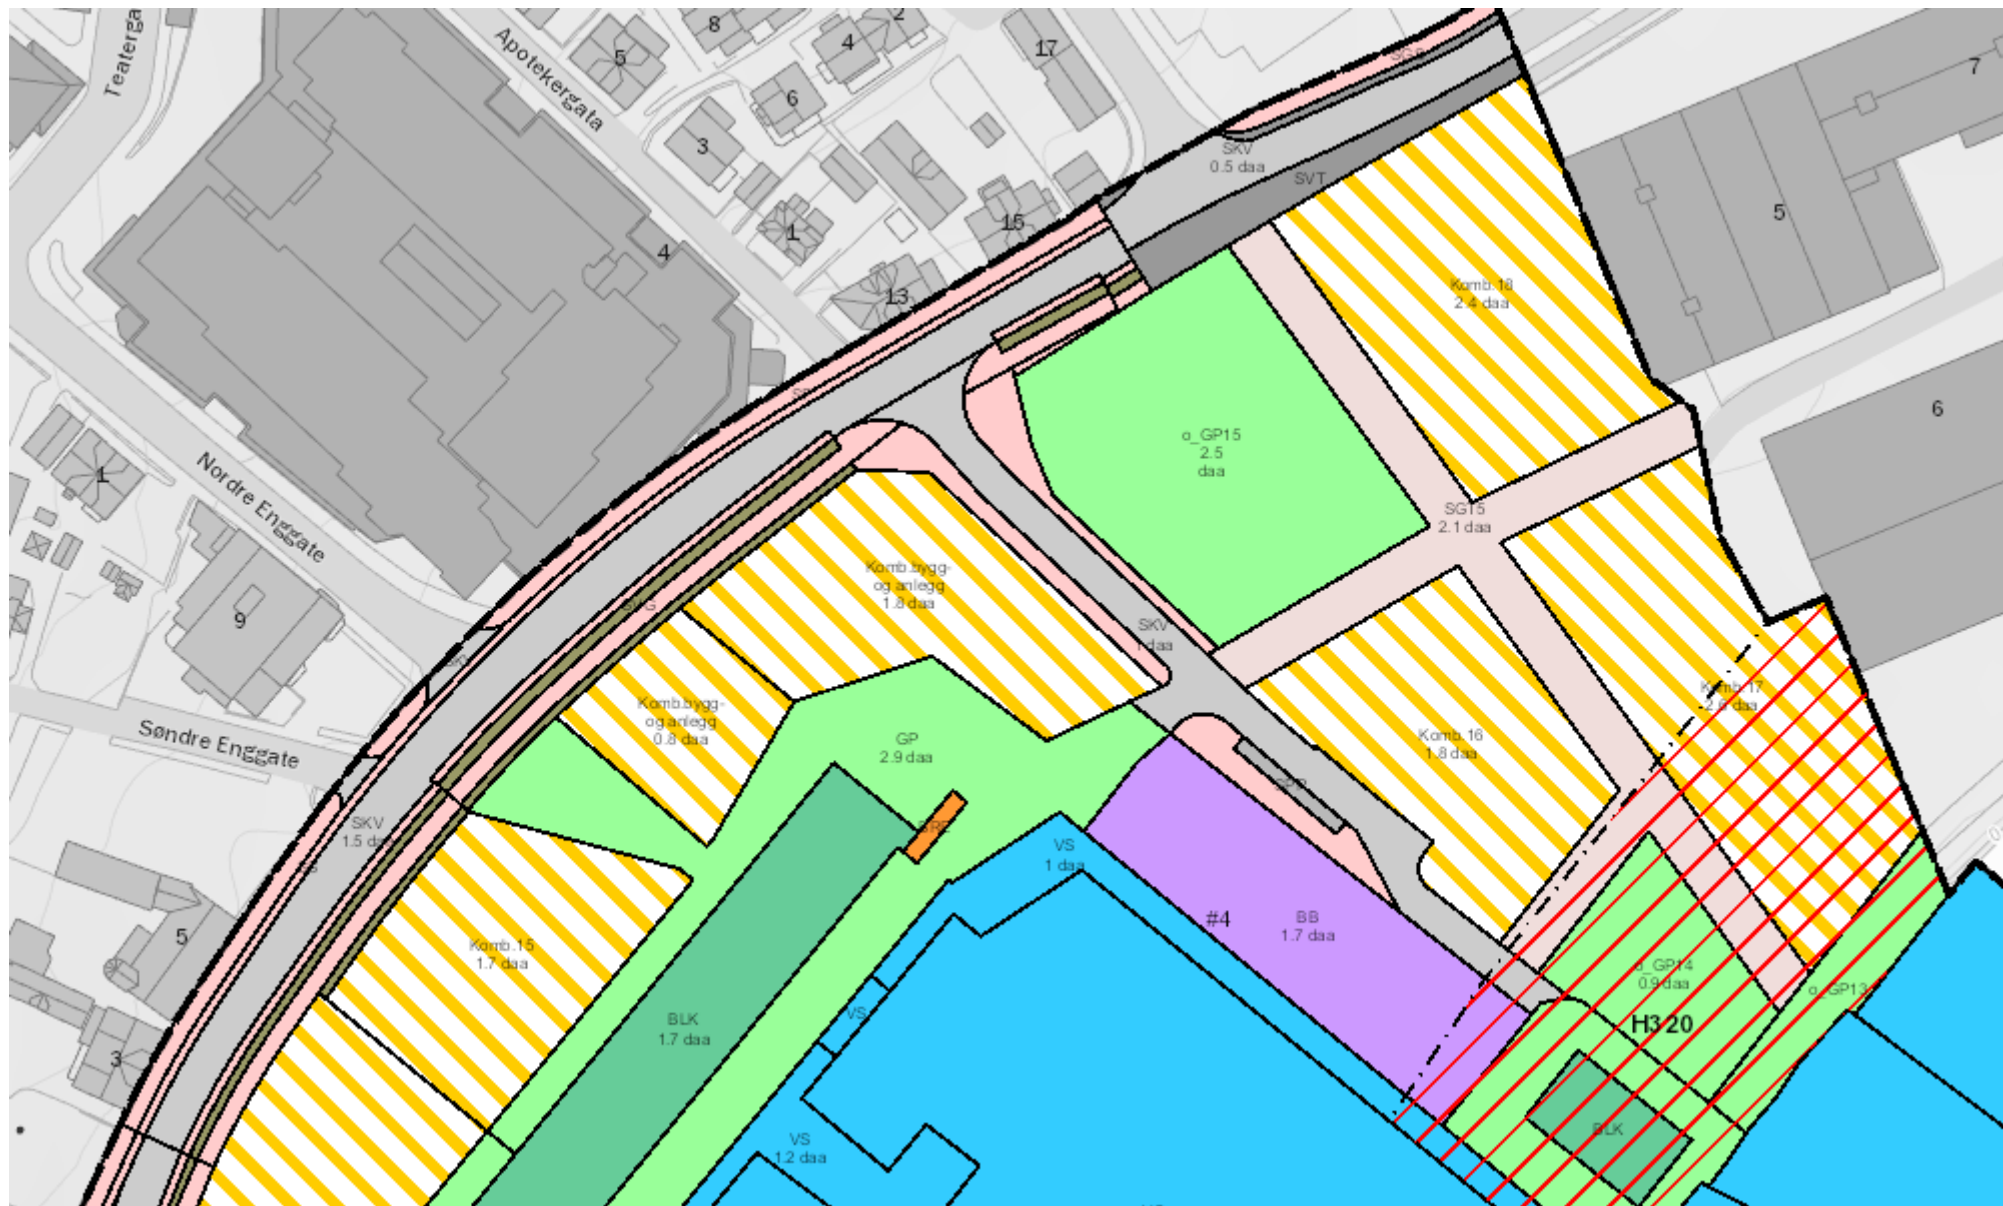 Teaterga
Apotekergata
8
2
5
4
17
7
6
3
SKV
0.5 daa
SVT
5
1
15
4
13
Komb.18
2.4 daa
6
o_GP15
2.5
daa
1
Nordre Enggate
SGT5
2.1 daa
Komb.bygg-
og anlegg
1.8 daa
9
SVG
SKV
1 daa
Komb.17
2.6 daa
Komb.bygg-
og anlegg
0.8 daa
Søndre Enggate
GP
2.9 daa
Komb.16
1.8 daa
SPP
SKV
1.5 daa
BRE
VS
1 daa
5
#4
BB
1.7 daa
Komb.15
1.7 daa
o_GP14
0.9 daa
o_GP13
VS
BLK
1.7 daa
H320
3
BLK
VS
1.2 daa